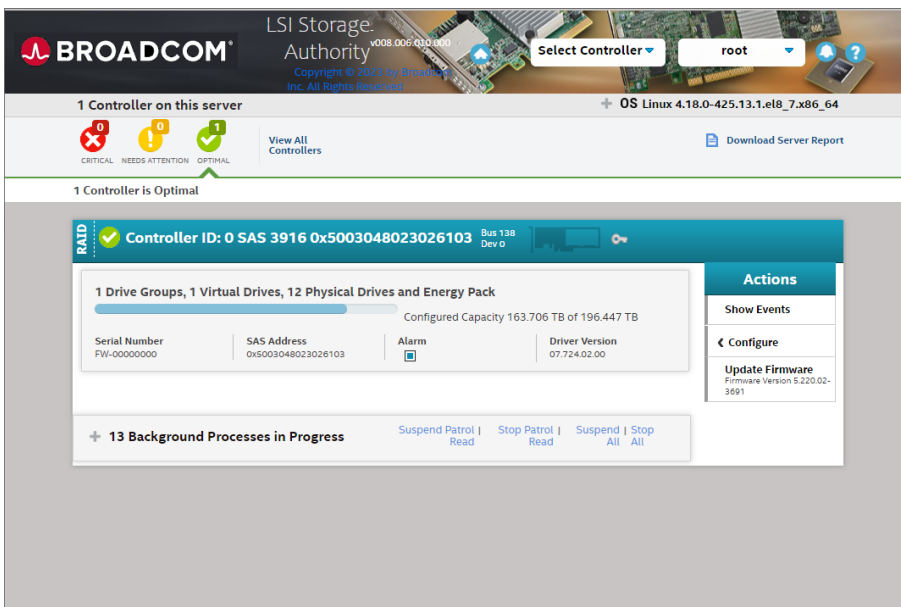 BROADCOM®
LSI Storage
Authority v008.006.010.000
Copyright © 2023 by Broadcom
Inc. All Rights Reserved
Select Controller
root
?
1 Controller on this server
OS Linux 4.18.0-425.13.1.el8_7.x86_64
0
0
1
CRITICAL
NEEDS ATTENTION
OPTIMAL
View All
Controllers
Download Server Report
1 Controller is Optimal
RAID
Controller ID: 0 SAS 3916 0x5003048023026103
Bus 138
Dev 0
1 Drive Groups, 1 Virtual Drives, 12 Physical Drives and Energy Pack
Configured Capacity 163.706 TB of 196.447 TB
Serial Number
FW-00000000
SAS Address
0x5003048023026103
Alarm
Driver Version
07.724.02.00
Actions
Show Events
Configure
Update Firmware
Firmware Version 5.220.02-
3691
13 Background Processes in Progress
Suspend Patrol |
Read
Stop Patrol |
Read
Suspend |
All
Stop
All